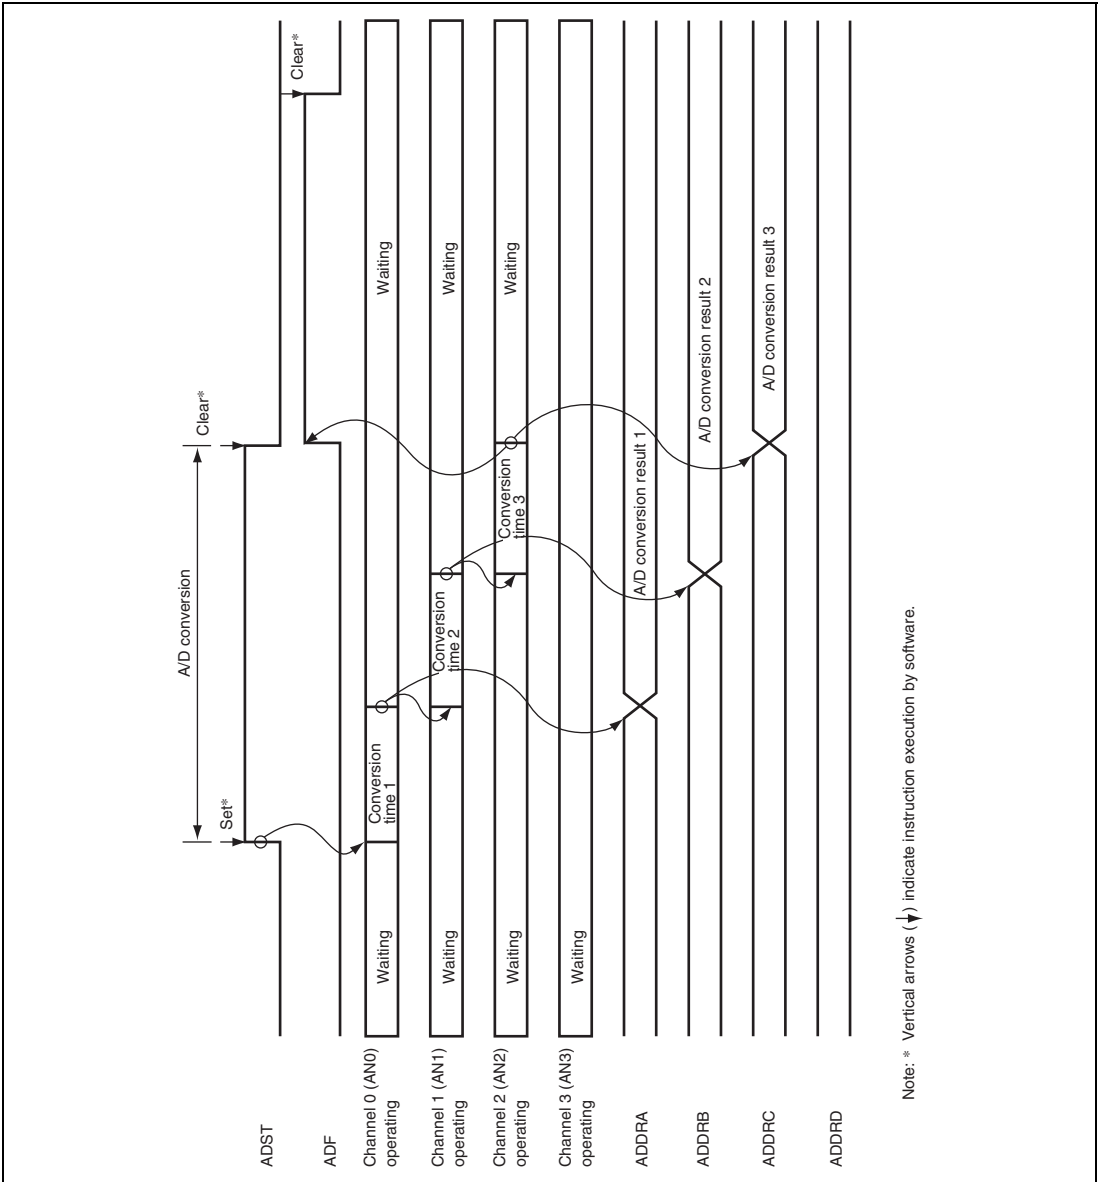 A/D conversion
Set*
Clear*
Clear*
ADST
ADF
Channel 0 (AN0)
operating
Waiting
Conversion
time 1
Waiting
Channel 1 (AN1)
operating
Waiting
Conversion
time 2
Waiting
Channel 2 (AN2)
operating
Waiting
Conversion
time 3
Waiting
Channel 3 (AN3)
operating
Waiting
ADDRA
A/D conversion result 1
ADDRB
A/D conversion result 2
ADDRC
A/D conversion result 3
ADDRD
Note: * Vertical arrows (↓) indicate instruction execution by software.